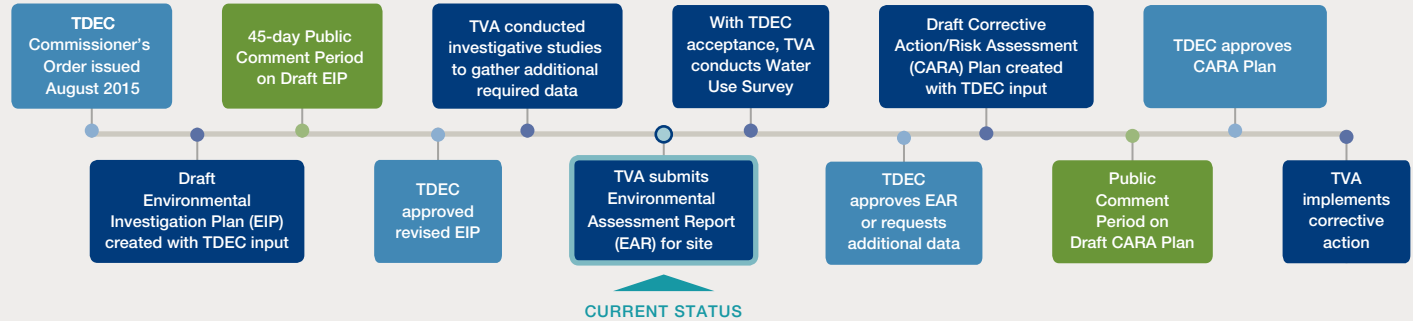 TDEC
Commissioner's
Order issued
August 2015
Draft
Environmental
Investigation Plan (EIP)
created with TDEC input
45-day Public
Comment Period
on Draft EIP
TDEC
approved
revised EIP
TVA conducted
investigative studies
to gather additional
required data
TVA submits
Environmental
Assessment Report
(EAR) for site
CURRENT STATUS
With TDEC
acceptance, TVA
conducts Water
Use Survey
TDEC
approves EAR
or requests
additional data
Draft Corrective
Action/Risk Assessment
(CARA) Plan created
with TDEC input
Public
Comment
Period on
Draft CARA Plan
TDEC approves
CARA Plan
TVA
implements
corrective
action